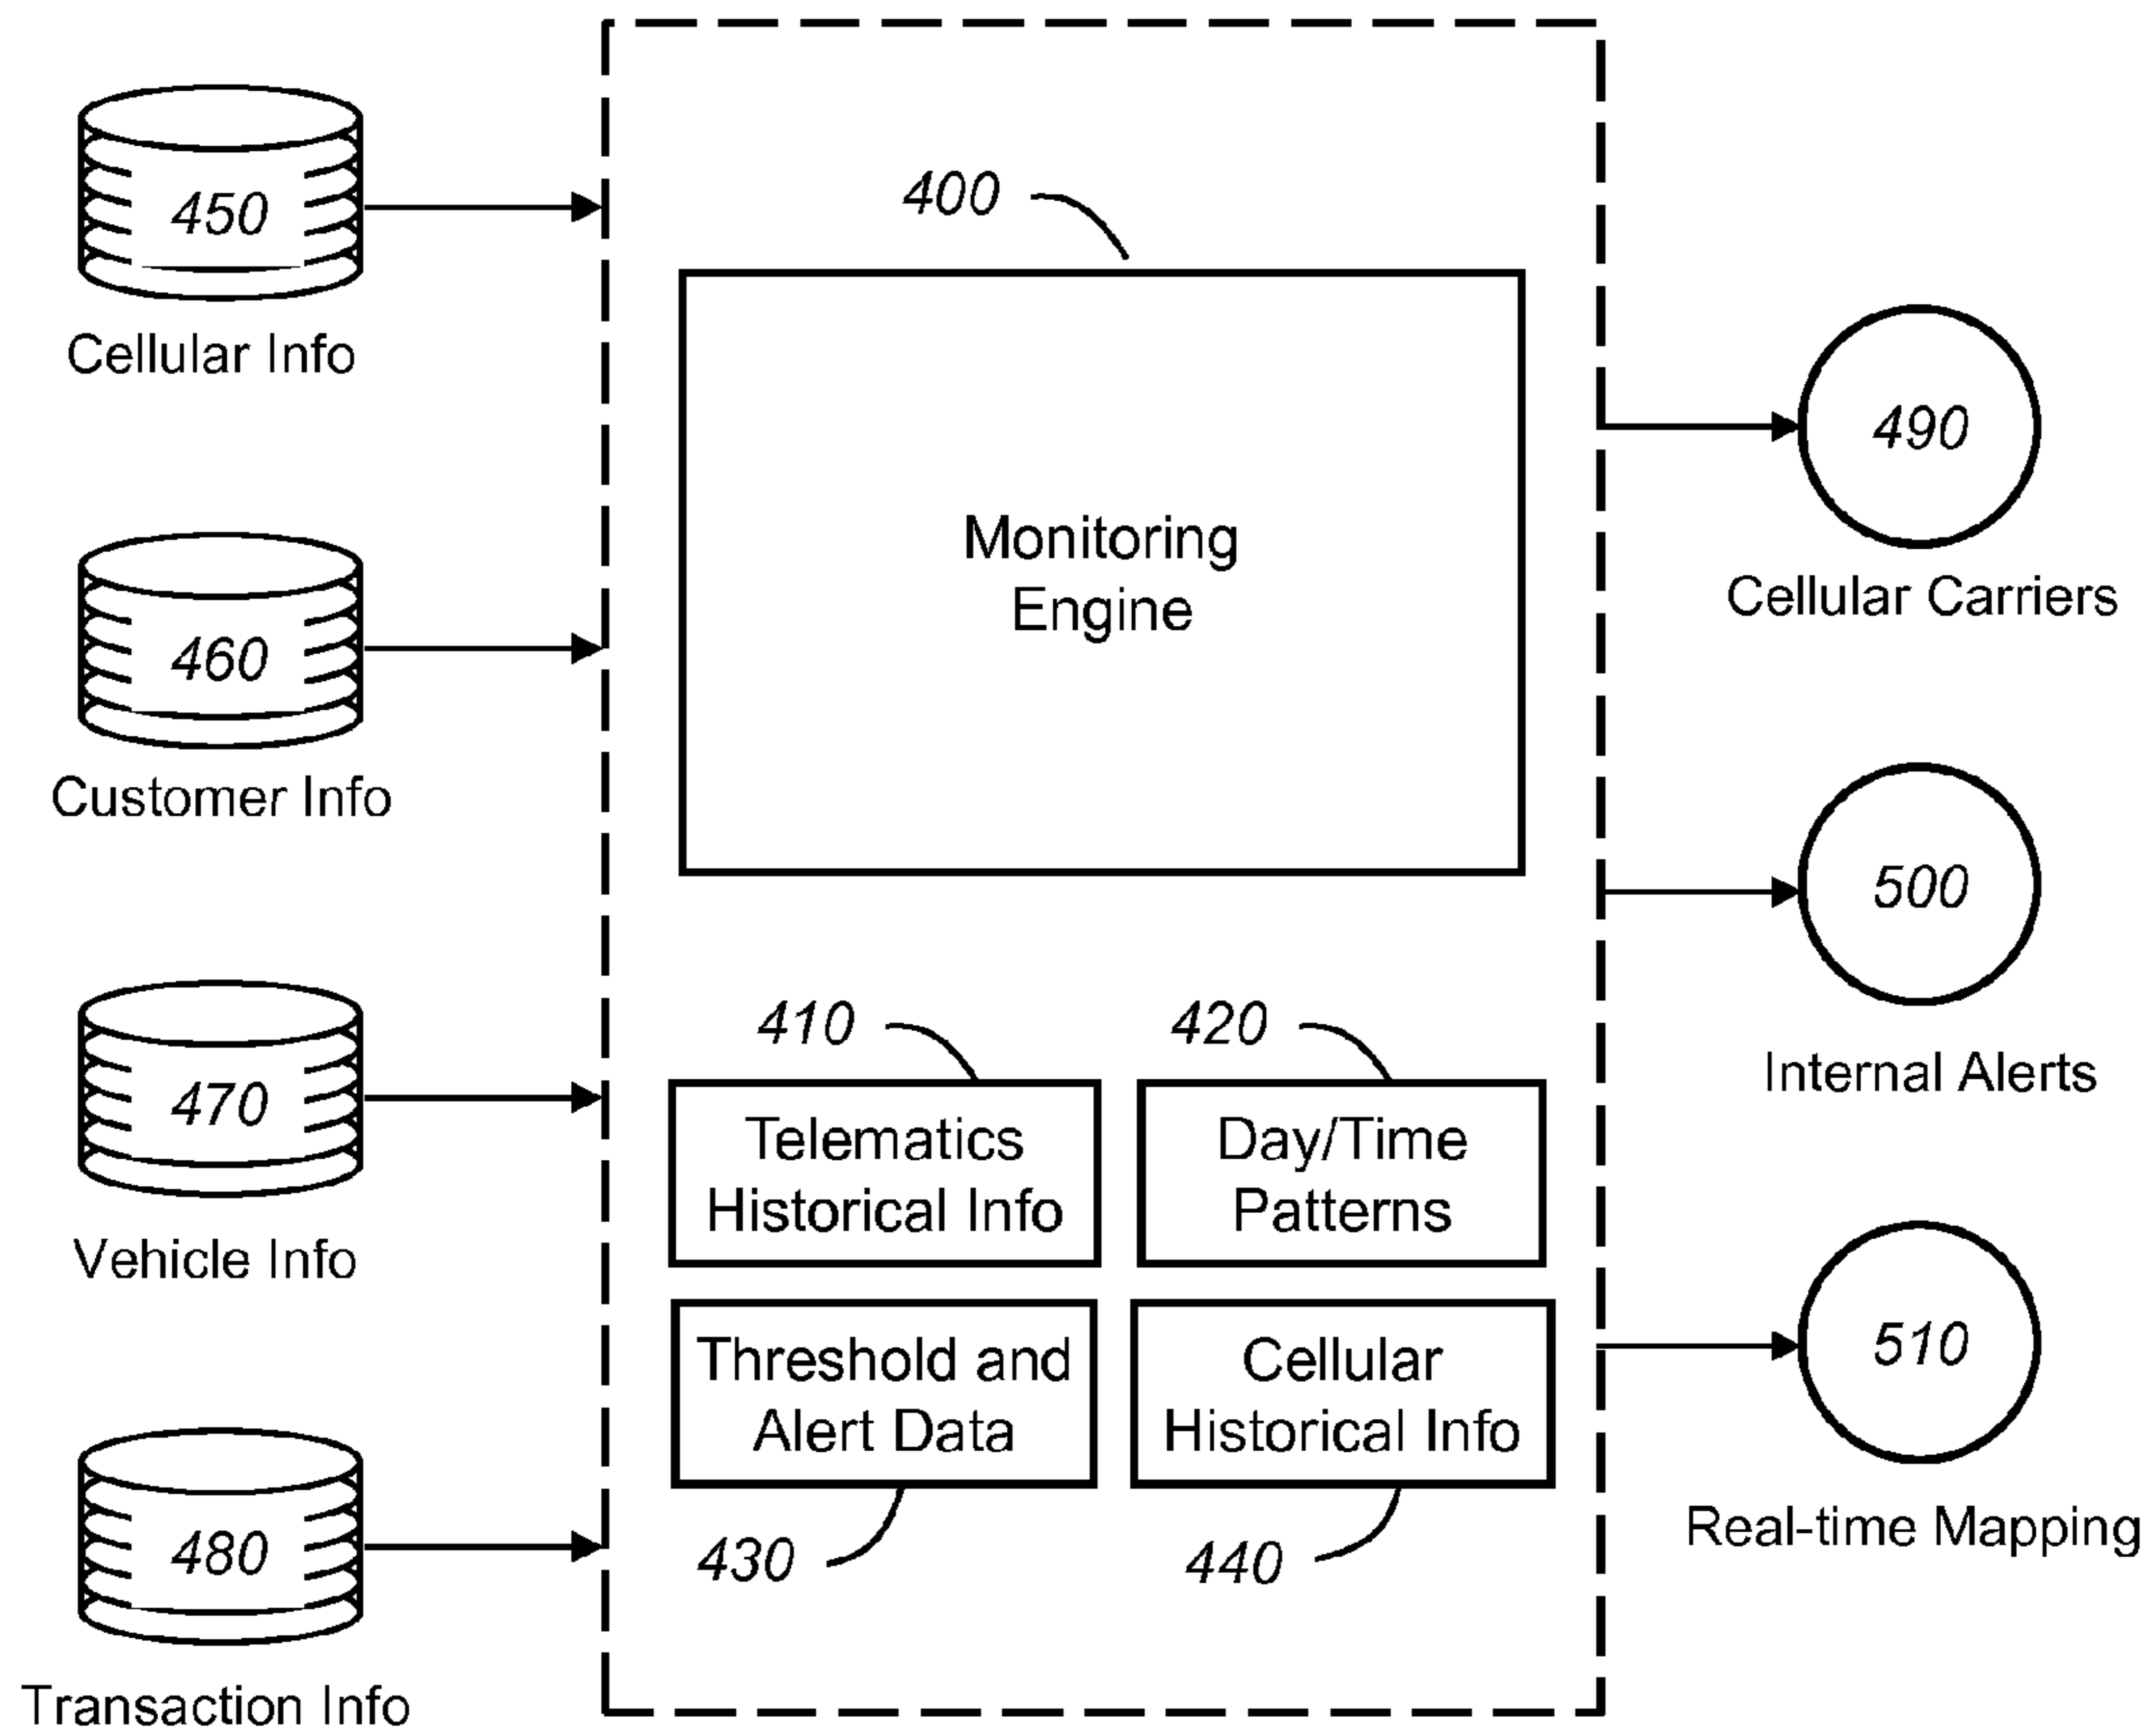 450
Cellular Info
460
Customer Info
470
Vehicle Info
480
Transaction Info
400
Monitoring
Engine
410
Telematics
Historical Info
420
Day/Time
Patterns
Threshold and
Alert Data
430
Cellular
Historical Info
440
490
Cellular Carriers
500
Internal Alerts
510
Real-time Mapping